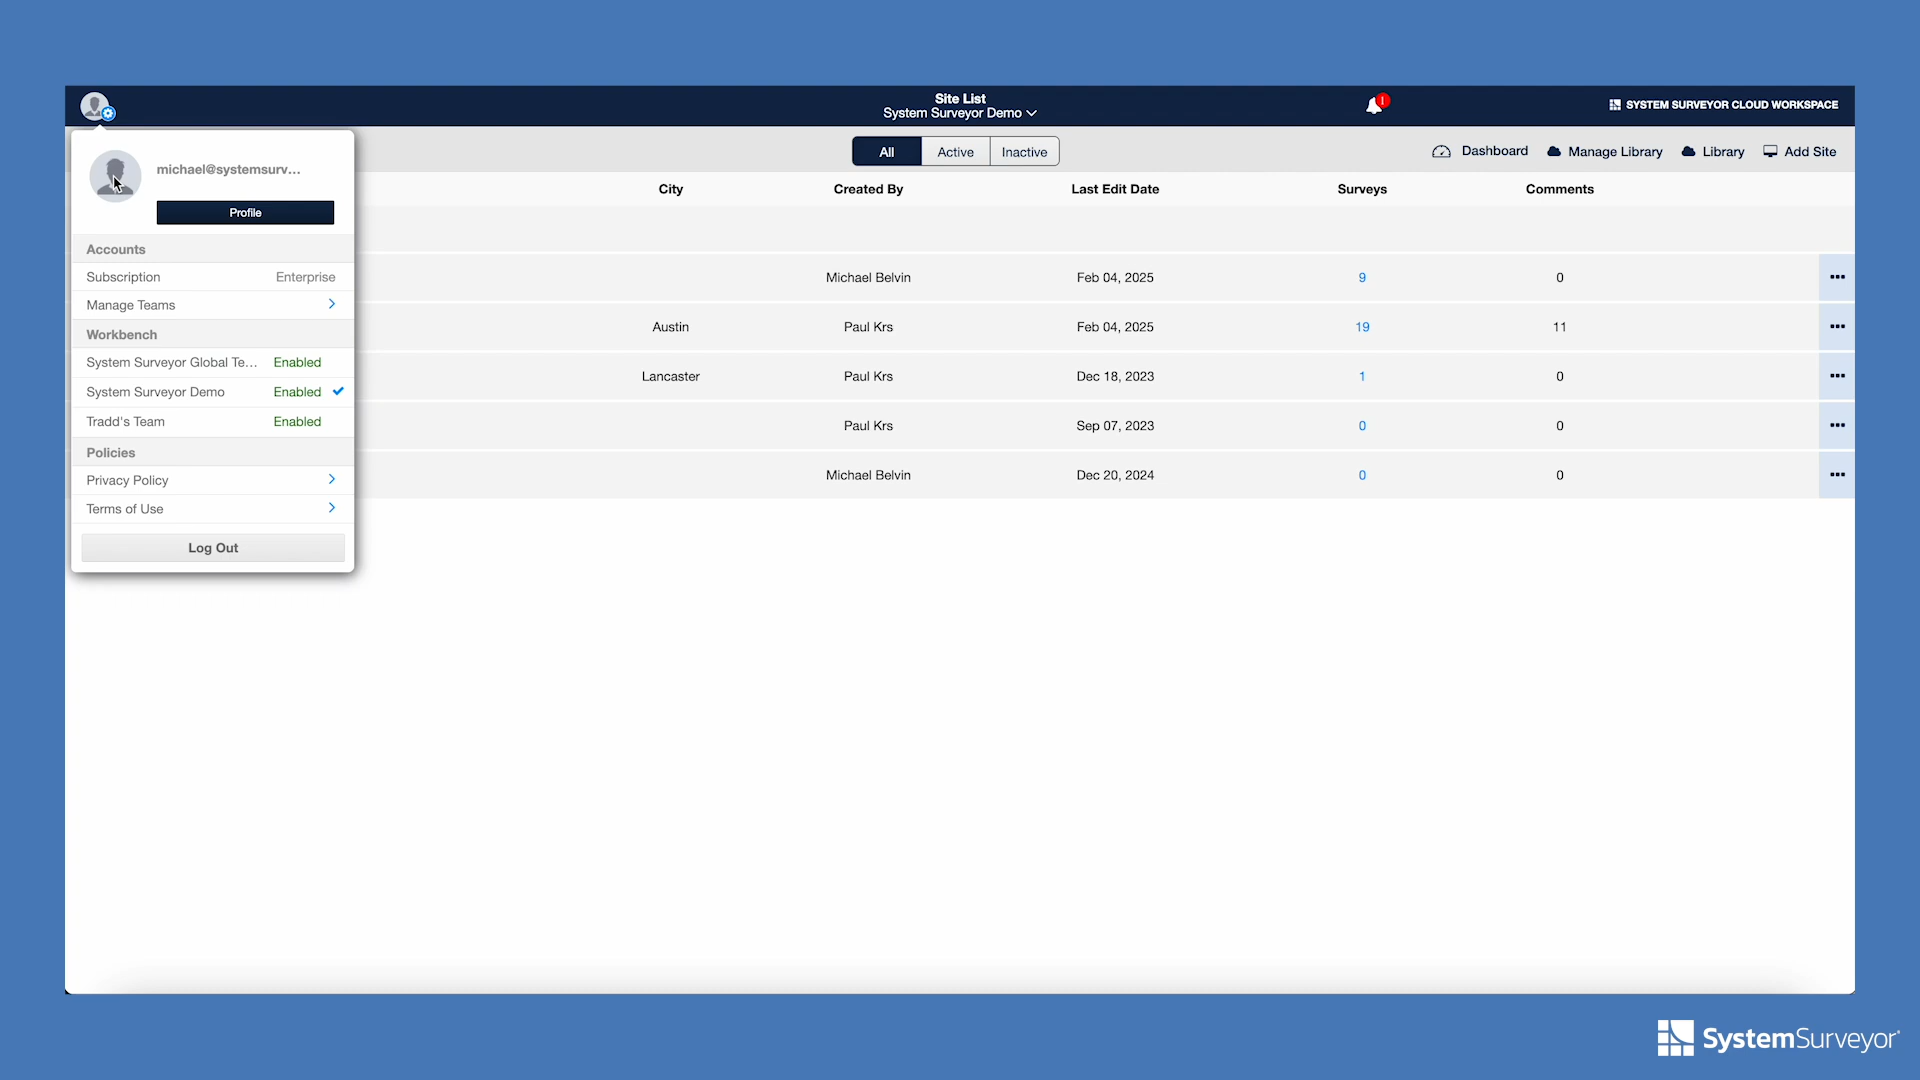 Site List
System Surveyor Demo
SYSTEM SURVEYOR CLOUD WORKSPACE
michael@systemsurv...
Profile
Accounts
Subscription Enterprise
Manage Teams
Workbench
System Surveyor Global Te... Enabled
System Surveyor Demo Enabled
Tradd's Team Enabled
Policies
Privacy Policy
Terms of Use
Log Out
All Active Inactive
Dashboard Manage Library Library Add Site
City Created By Last Edit Date Surveys Comments
Michael Belvin Feb 04, 2025 9 0
Austin Paul Krs Feb 04, 2025 19 11
Lancaster Paul Krs Dec 18, 2023 1 0
Paul Krs Sep 07, 2023 0 0
Michael Belvin Dec 20, 2024 0 0
SystemSurveyor